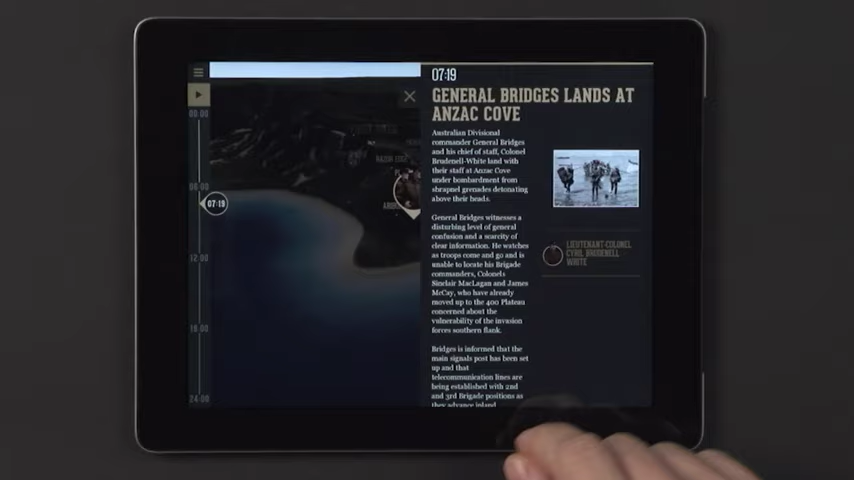 07:19
GENERAL BRIDGES LANDS AT
ANZAC COVE
Australian Divisional
commander General Bridges
and his chief of staff, Colonel
Brudenell-White land with
their staff at Anzac Cove
under bombardment from
shrapnel grenades detonating
above their heads.
General Bridges witnesses a
disturbing level of general
confusion and a scarcity of
clear information. He watches
as troops come and go and is
unable to locate his Brigade
commanders, Colonels
Sinclair MacLagan and James
McCay, who have already
moved up to the 400 Plateau
concerned about the
vulnerability of the invasion
forces southern flank.
Bridges is informed that the
main signals post has been set
up and that
telecommunication lines are
being established with 2nd
and 3rd Brigade positions as
they advance inland
LIEUTENANT-COLONEL
CYRIL BRUDENELL -
WHITE
00:00
06:00
07:19
12:00
18:00
24:00